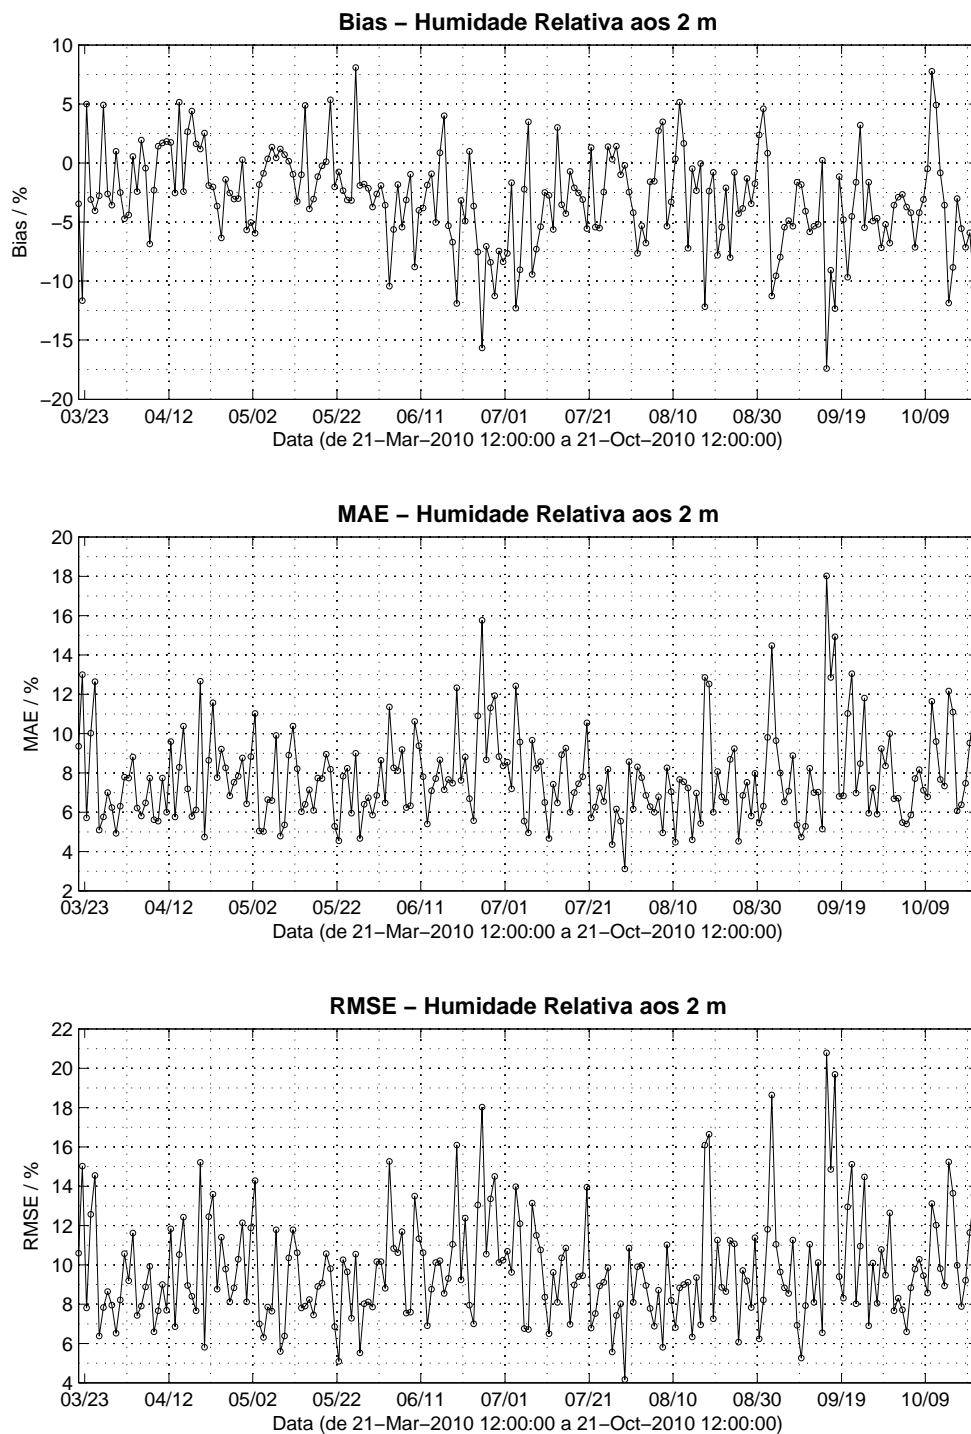 Bias − Humidade Relativa aos 2 m
10
5
0
−5
−10
−15
−20
Bias / %
03/23 04/12 05/02 05/22 06/11 07/01 07/21 08/10 08/30 09/19 10/09
Data (de 21−Mar−2010 12:00:00 a 21−Oct−2010 12:00:00)
MAE − Humidade Relativa aos 2 m
20
18
16
14
12
10
8
6
4
2
MAE / %
03/23 04/12 05/02 05/22 06/11 07/01 07/21 08/10 08/30 09/19 10/09
Data (de 21−Mar−2010 12:00:00 a 21−Oct−2010 12:00:00)
RMSE − Humidade Relativa aos 2 m
22
20
18
16
14
12
10
8
6
4
RMSE / %
03/23 04/12 05/02 05/22 06/11 07/01 07/21 08/10 08/30 09/19 10/09
Data (de 21−Mar−2010 12:00:00 a 21−Oct−2010 12:00:00)